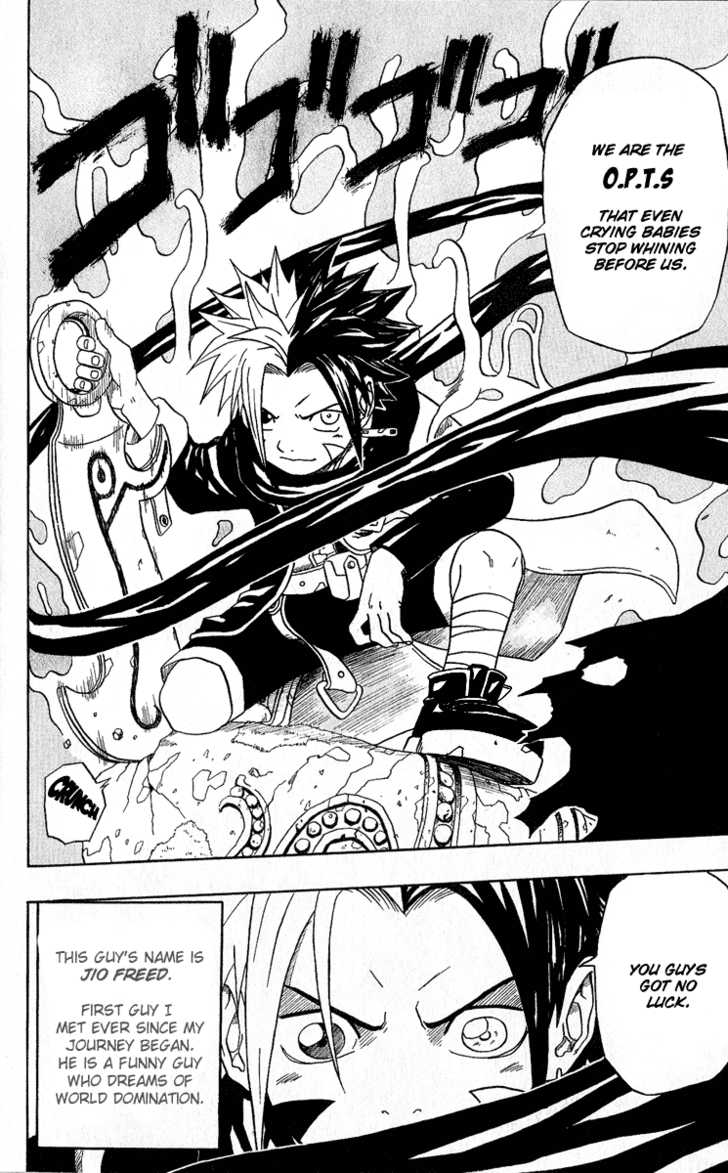 ゴゴゴゴ
WE ARE THE
O.P.T.S
THAT EVEN
CRYING BABIES
STOP WHINING
BEFORE US.
CRUNCH
THIS GUY'S NAME IS
JIO FREED.
FIRST GUY I
MET EVER SINCE MY
JOURNEY BEGAN.
HE IS A FUNNY GUY
WHO DREAMS OF
WORLD DOMINATION.
YOU GUYS
GOT NO
LUCK.